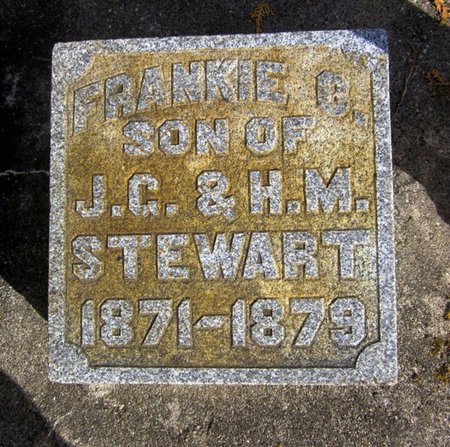 FRANKIE C.
SON OF
J.C. & H.M.
STEWART
1871-1879